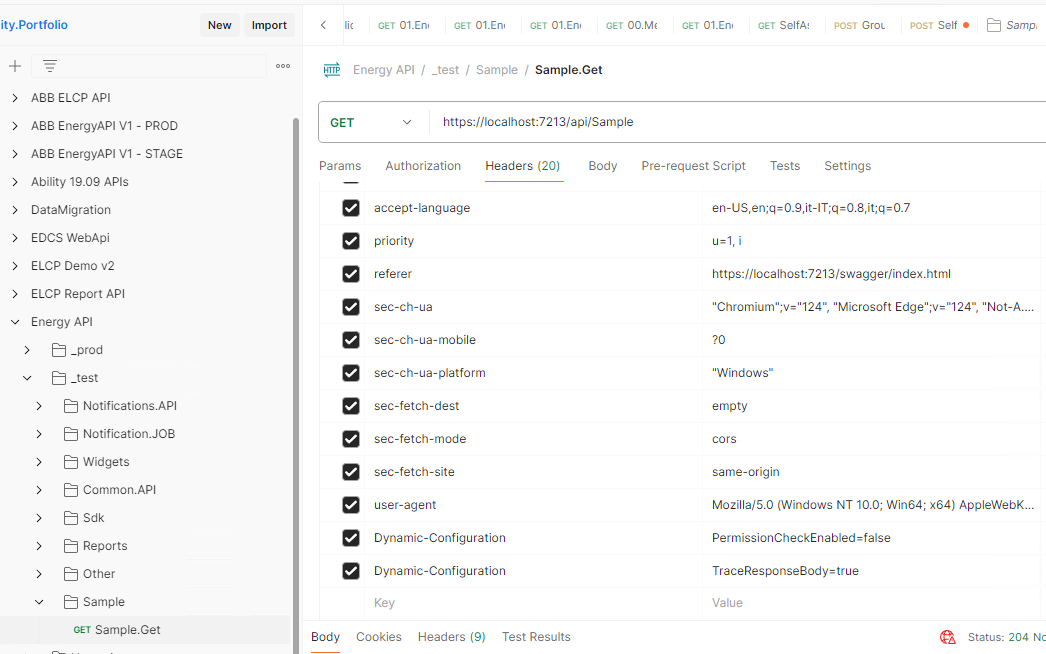 ity.Portfolio New Import
GET 01.En GET 01.En GET 01.En GET 00.Me GET 01.En GET SelfAs POST Grou POST Self Sampl
Energy API / _test / Sample / Sample.Get
GET https://localhost:7213/api/Sample
Params Authorization Headers (20) Body Pre-request Script Tests Settings
ABB ELCP API
ABB EnergyAPI V1 - PROD
ABB EnergyAPI V1 - STAGE
Ability 19.09 APIs
DataMigration
EDCS WebApi
ELCP Demo v2
ELCP Report API
Energy API
_prod
_test
Notifications.API
Notification.JOB
Widgets
Common.API
Sdk
Reports
Other
Sample
GET Sample.Get
accept-language en-US,en;q=0.9,it-IT;q=0.8,it;q=0.7
priority u=1, i
referer https://localhost:7213/swagger/index.html
sec-ch-ua "Chromium";v="124", "Microsoft Edge";v="124", "Not-A....
sec-ch-ua-mobile ?0
sec-ch-ua-platform "Windows"
sec-fetch-dest empty
sec-fetch-mode cors
sec-fetch-site same-origin
user-agent Mozilla/5.0 (Windows NT 10.0; Win64; x64) AppleWebK...
Dynamic-Configuration PermissionCheckEnabled=false
Dynamic-Configuration TraceResponseBody=true
Key Value
Body Cookies Headers (9) Test Results Status: 204 No